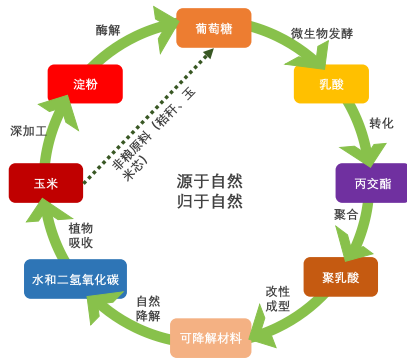 葡萄糖
微生物发酵
乳酸
转化
丙交酯
聚合
聚乳酸
改性
成型
可降解材料
自然
降解
水和二氢氧化碳
植物
吸收
玉米
深加工
淀粉
酶解
非粮原料（秸秆、玉
米芯）
源于自然
归于自然